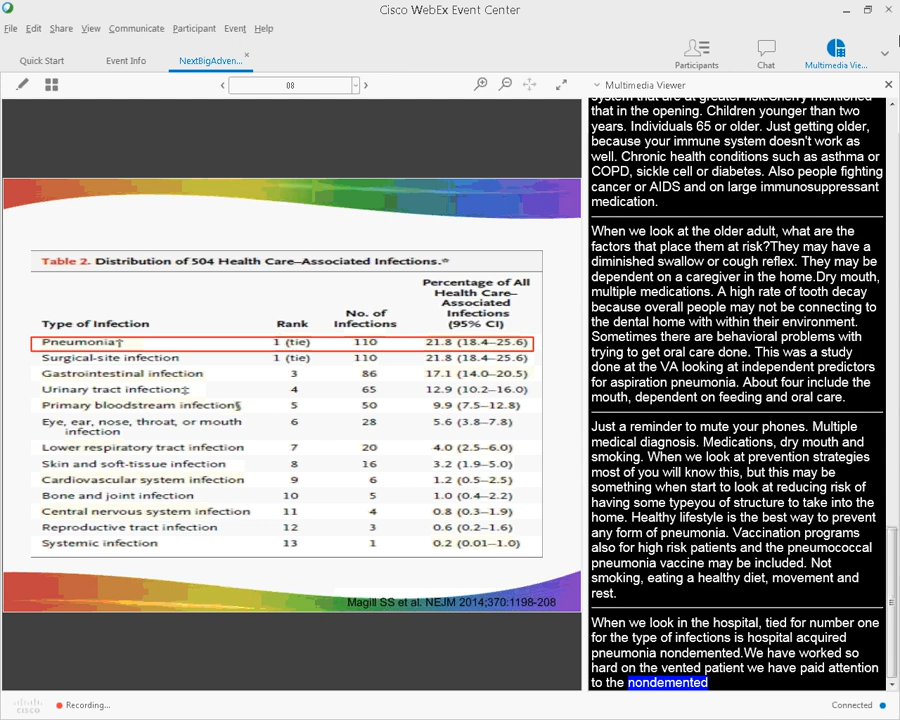 Cisco WebEx Event Center
File Edit Share View Communicate Participant Event Help
Quick Start Event Info NextBigAdven... Participants Chat Multimedia Vie...
08
Multimedia Viewer
Table 2. Distribution of 504 Health Care–Associated Infections.*
Type of Infection Rank No. of Infections Percentage of All Health Care–Associated Infections (95% CI)
Pneumonia† 1 (tie) 110 21.8 (18.4–25.6)
Surgical-site infection 1 (tie) 110 21.8 (18.4–25.6)
Gastrointestinal infection 3 86 17.1 (14.0–20.5)
Urinary tract infection‡ 4 65 12.9 (10.2–16.0)
Primary bloodstream infection§ 5 50 9.9 (7.5–12.8)
Eye, ear, nose, throat, or mouth infection 6 28 5.6 (3.8–7.8)
Lower respiratory tract infection 7 20 4.0 (2.5–6.0)
Skin and soft-tissue infection 8 16 3.2 (1.9–5.0)
Cardiovascular system infection 9 6 1.2 (0.5–2.5)
Bone and joint infection 10 5 1.0 (0.4–2.2)
Central nervous system infection 11 4 0.8 (0.3–1.9)
Reproductive tract infection 12 3 0.6 (0.2–1.6)
Systemic infection 13 1 0.2 (0.01–1.0)
Magill SS et al. NEJM 2014;370:1198-208
system that are at greater risk.Cherry mentioned
that in the opening. Children younger than two
years. Individuals 65 or older. Just getting older,
because your immune system doesn't work as
well. Chronic health conditions such as asthma or
COPD, sickle cell or diabetes. Also people fighting
cancer or AIDS and on large immunosuppressant
medication.
When we look at the older adult, what are the
factors that place them at risk?They may have a
diminished swallow or cough reflex. They may be
dependent on a caregiver in the home.Dry mouth,
multiple medications. A high rate of tooth decay
because overall people may not be connecting to
the dental home with within their environment.
Sometimes there are behavioral problems with
trying to get oral care done. This was a study
done at the VA looking at independent predictors
for aspiration pneumonia. About four include the
mouth, dependent on feeding and oral care.
Just a reminder to mute your phones. Multiple
medical diagnosis. Medications, dry mouth and
smoking. When we look at prevention strategies
most of you will know this, but this may be
something when start to look at reducing risk of
having some typeyou of structure to take into the
home. Healthy lifestyle is the best way to prevent
any form of pneumonia. Vaccination programs
also for high risk patients and the pneumococcal
pneumonia vaccine may be included. Not
smoking, eating a healthy diet, movement and
rest.
When we look in the hospital, tied for number one
for the type of infections is hospital acquired
pneumonia nondemented.We have worked so
hard on the vented patient we have paid attention
to the nondemented
cisco Recording... Connected